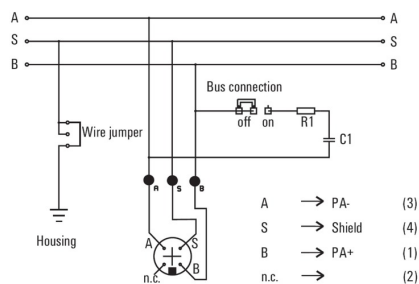 A A
S S
B B
Bus connection
off on R1
C1
Wire jumper
A S B
A S
n.c. B
Housing
A → PA- (3)
S → Shield (4)
B → PA+ (1)
n.c. → (2)